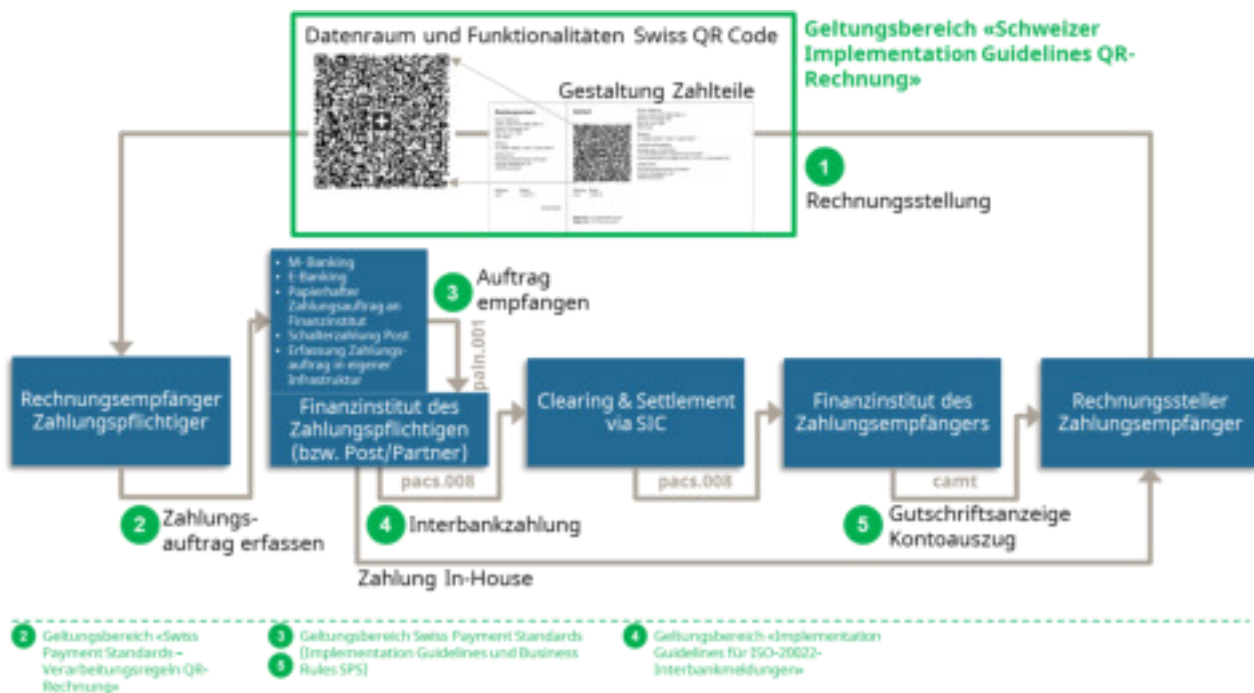 Datenraum und Funktionalitäten Swiss QR Code
Gestaltung Zahlteile
Geltungsbereich «Schweizer
Implementation Guidelines QR-
Rechnung»
1
Rechnungsstellung
• M-Banking
• E-Banking
• Papierhafter
Zahlungsauftrag an
Finanzinstitut
• Schalterzahlung Post
• Erfassung Zahlungs-
auftrag in eigener
Infrastruktur
3
Auftrag
empfangen
pain.001
Rechnungsempfänger
Zahlungspflichtiger
Finanzinstitut des
Zahlungspflichtigen
(bzw. Post/Partner)
Clearing & Settlement
via SIC
Finanzinstitut des
Zahlungsempfängers
Rechnungssteller
Zahlungsempfänger
pacs.008
pacs.008
camt
2
Zahlungs-
auftrag erfassen
4
Interbankzahlung
5
Gutschriftsanzeige
Kontoauszug
Zahlung In-House
2
Geltungsbereich «Swiss
Payment Standards –
Verarbeitungsregeln QR-
Rechnung»
3
5
Geltungsbereich Swiss Payment Standards
(Implementation Guidelines und Business
Rules SPS)
4
Geltungsbereich «Implementation
Guidelines für ISO-20022-
Interbankmeldungen»